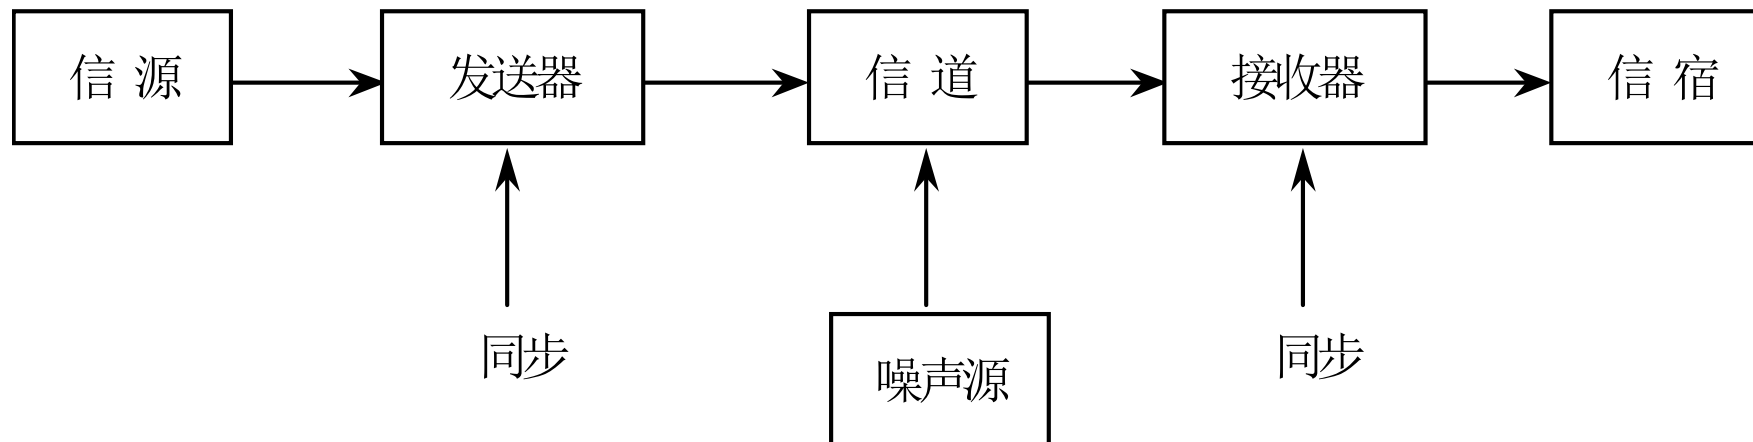 信 源
发送器
信 道
接收器
信 宿
同步
噪声源
同步